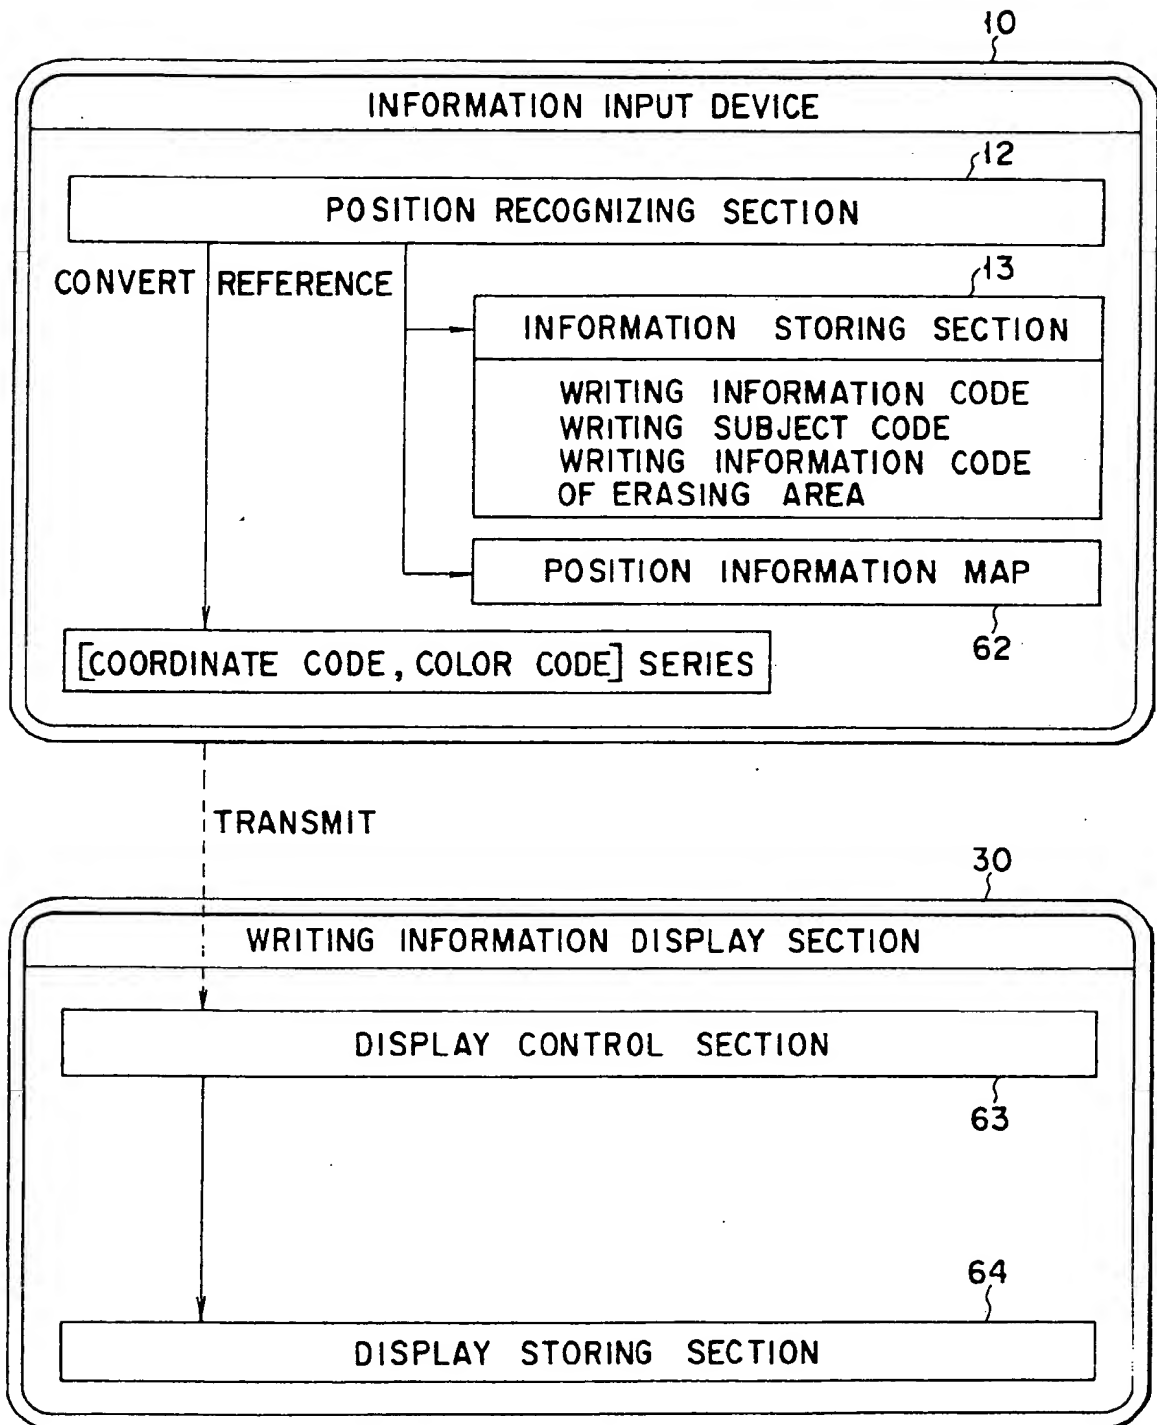 10
INFORMATION INPUT DEVICE
12
POSITION RECOGNIZING SECTION
CONVERT
REFERENCE
13
INFORMATION STORING SECTION
WRITING INFORMATION CODE
WRITING SUBJECT CODE
WRITING INFORMATION CODE
OF ERASING AREA
POSITION INFORMATION MAP
62
[COORDINATE CODE, COLOR CODE] SERIES
TRANSMIT
30
WRITING INFORMATION DISPLAY SECTION
DISPLAY CONTROL SECTION
63
64
DISPLAY STORING SECTION